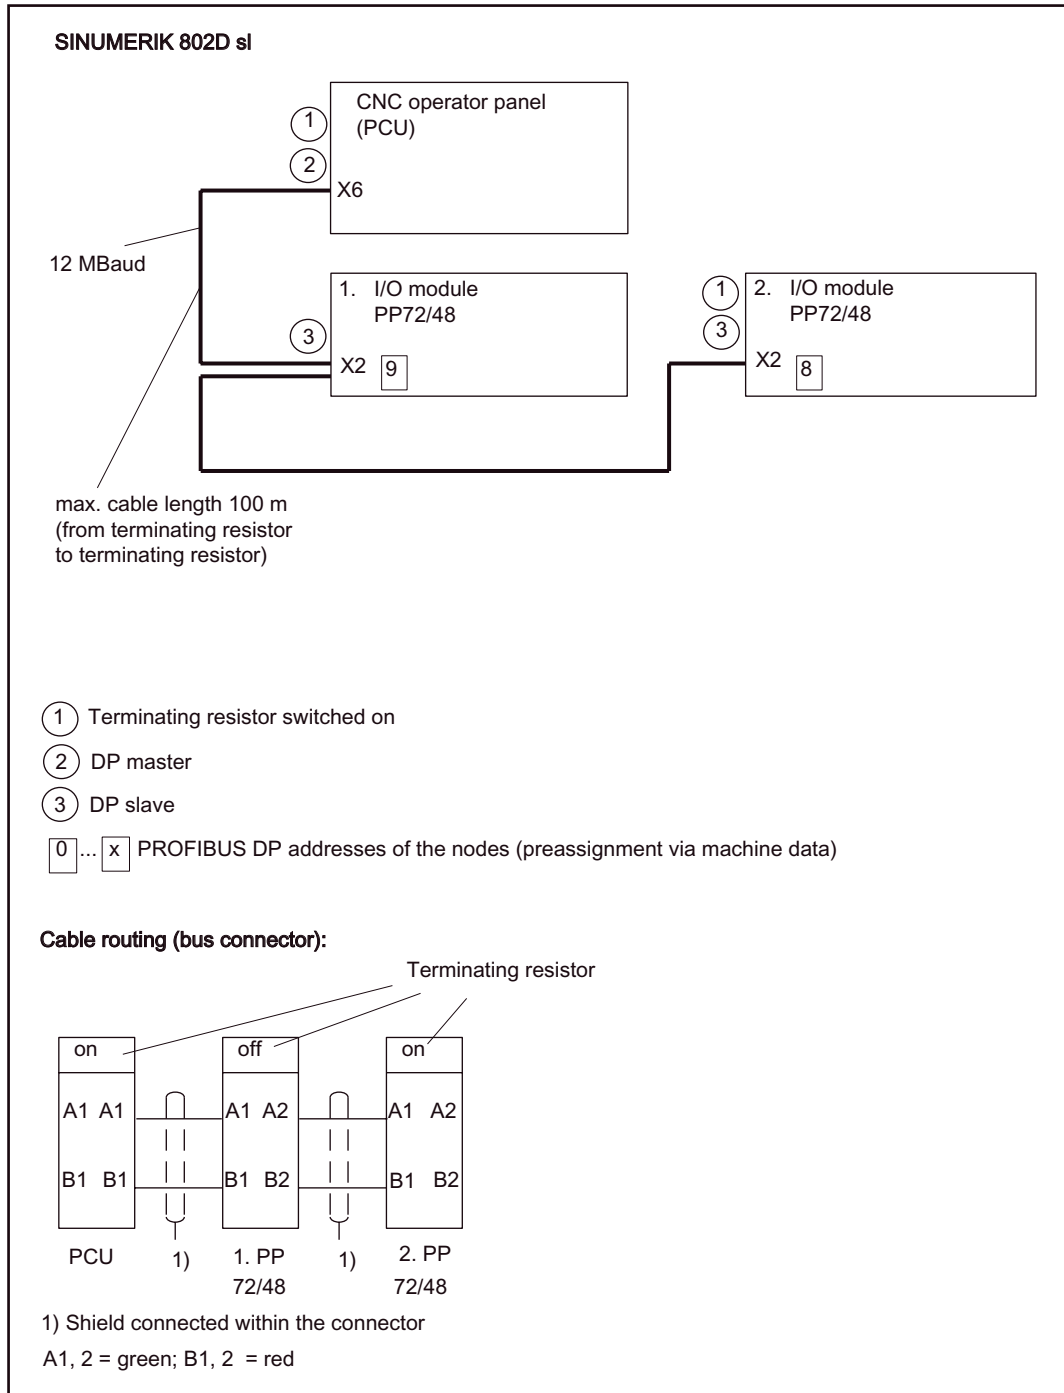 SINUMERIK 802D sl
CNC operator panel
(PCU)
1
2
X6
12 MBaud
1. I/O module
PP72/48
3
X2 9
1
3
2. I/O module
PP72/48
X2 8
max. cable length 100 m
(from terminating resistor
to terminating resistor)
1 Terminating resistor switched on
2 DP master
3 DP slave
0 ... x PROFIBUS DP addresses of the nodes (preassignment via machine data)
Cable routing (bus connector):
Terminating resistor
on off on
A1 A1 A1 A2 A1 A2
B1 B1 B1 B2 B1 B2
PCU 1) 1. PP 1) 2. PP
72/48 72/48
1) Shield connected within the connector
A1, 2 = green; B1, 2 = red